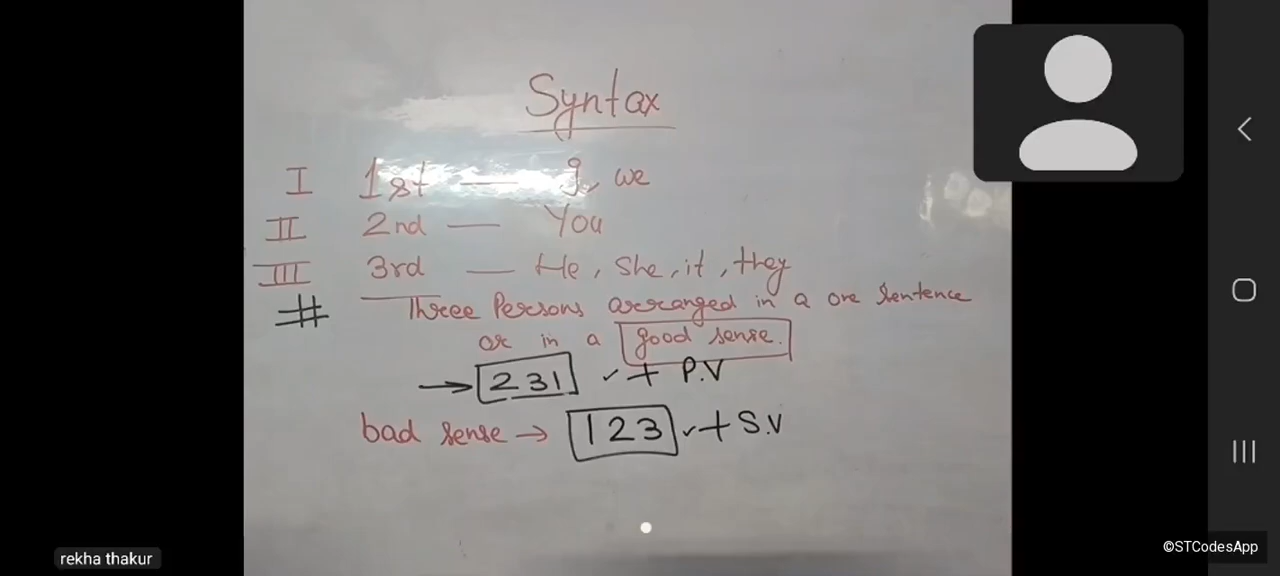 Syntax
I 1st — I, we
II 2nd — You
III 3rd — He, she, it, they
# Three Persons arranged in a one sentence
or in a good sense.
→ 231 ✓ + P.V
bad sense → 123 ✓ + S.V
rekha thakur
©STCodesApp